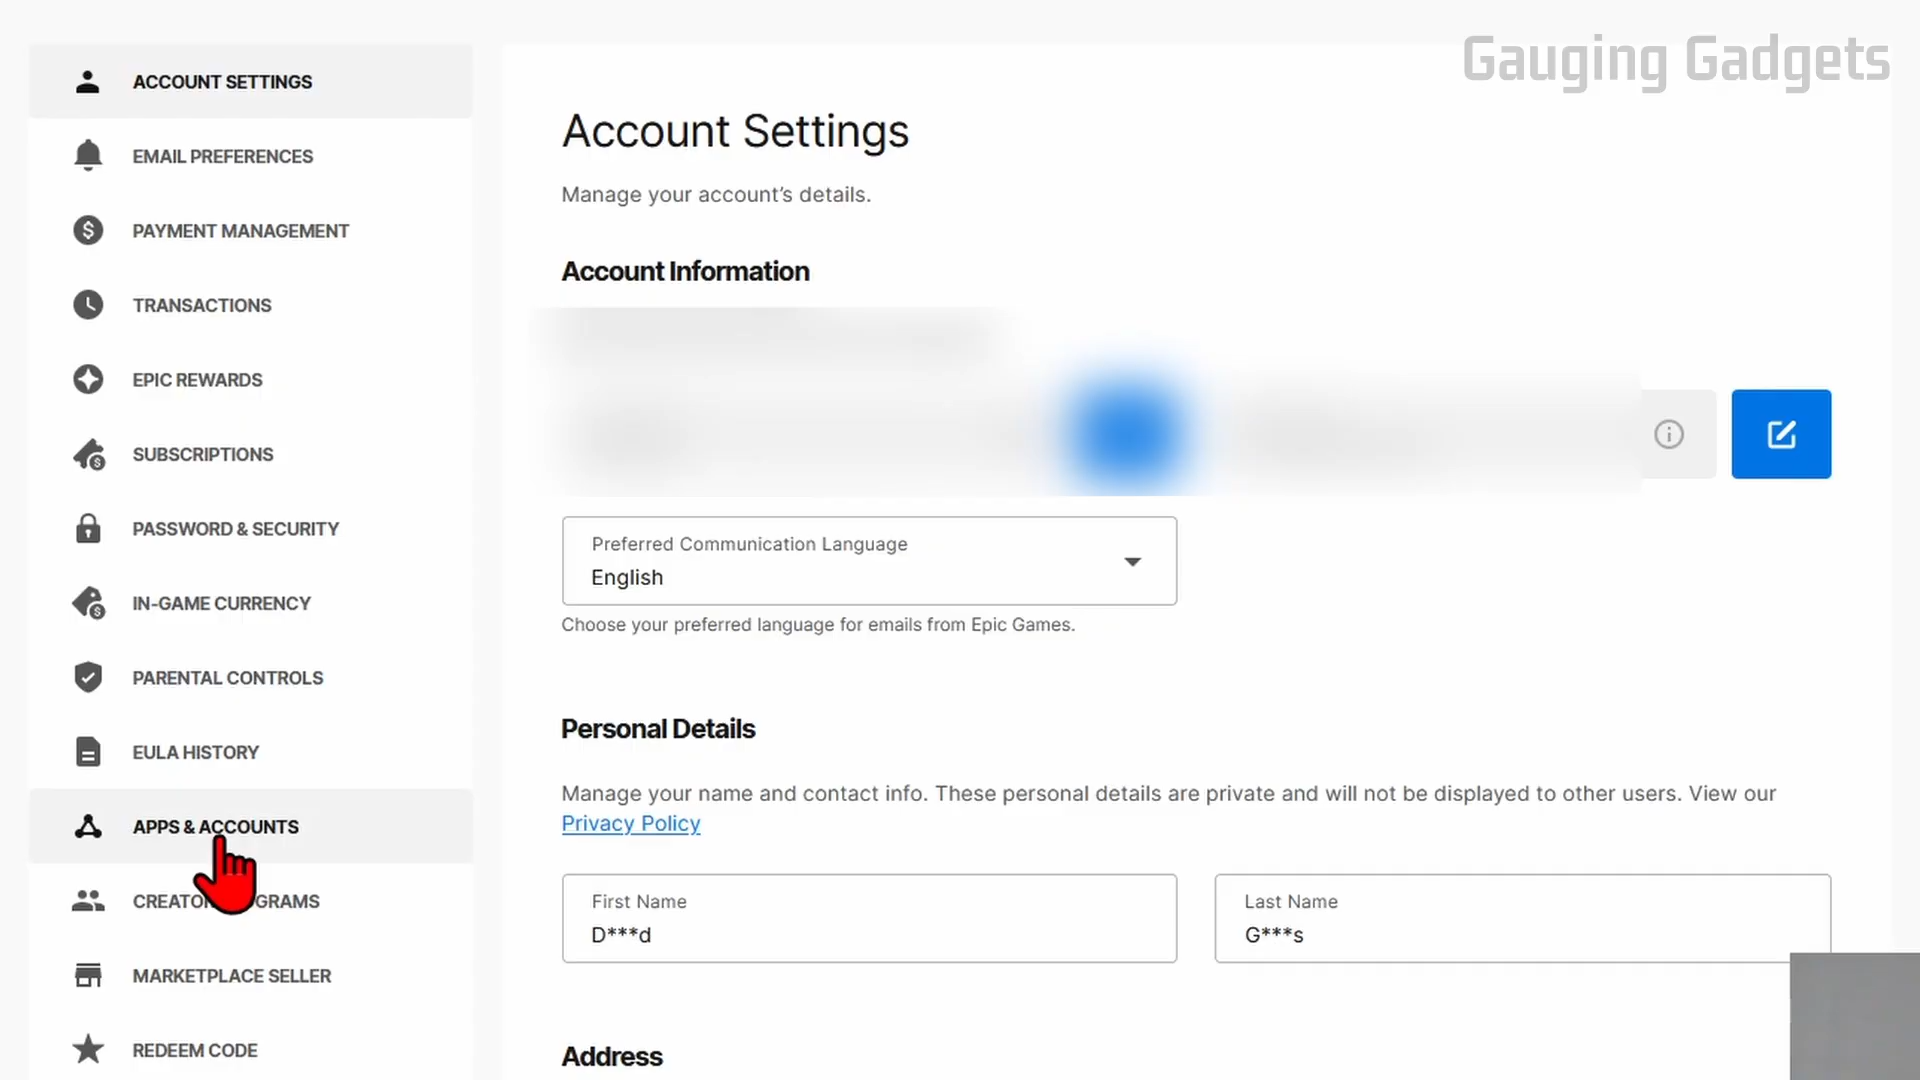 Gauging Gadgets
ACCOUNT SETTINGS
EMAIL PREFERENCES
PAYMENT MANAGEMENT
TRANSACTIONS
EPIC REWARDS
SUBSCRIPTIONS
PASSWORD & SECURITY
IN-GAME CURRENCY
PARENTAL CONTROLS
EULA HISTORY
APPS & ACCOUNTS
MARKETPLACE SELLER
REDEEM CODE
Account Settings
Manage your account's details.
Account Information
Preferred Communication Language
English
Choose your preferred language for emails from Epic Games.
Personal Details
Manage your name and contact info. These personal details are private and will not be displayed to other users. View our
Privacy Policy
First Name
D***d
Last Name
G***s
Address